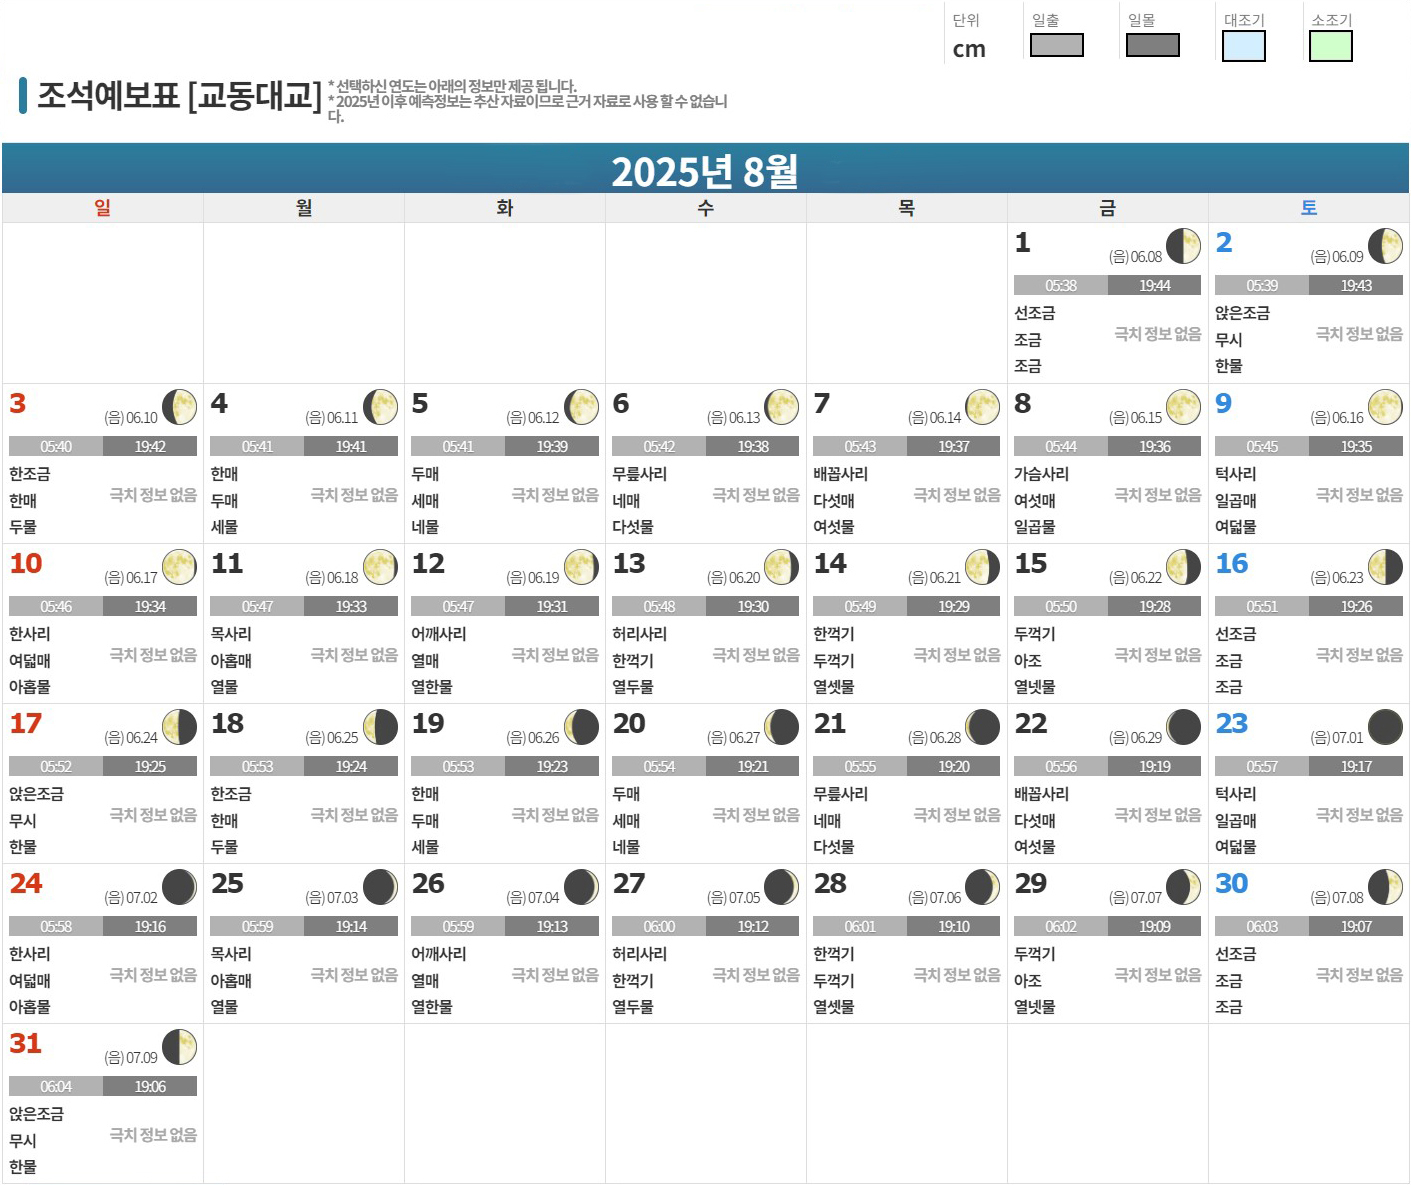 단위 일출 일몰 대조기 소조기
cm
조석예보표 [교동대교]
* 선택하신 연도는 아래의 정보만 제공 됩니다.
* 2025년 이후 예측정보는 추산 자료이므로 근거 자료로 사용 할 수 없습니
다.
2025년 8월
일 월 화 수 목 금 토
1 (음) 06.08
05:38 19:44
선조금
조금
조금
극치 정보 없음
2 (음) 06.09
05:39 19:43
앉은조금
무시
한물
극치 정보 없음
3 (음) 06.10
05:40 19:42
한조금
한매
두물
극치 정보 없음
4 (음) 06.11
05:41 19:41
한매
두매
세물
극치 정보 없음
5 (음) 06.12
05:41 19:39
두매
세매
네물
극치 정보 없음
6 (음) 06.13
05:42 19:38
무릎사리
네매
다섯물
극치 정보 없음
7 (음) 06.14
05:43 19:37
배꼽사리
다섯매
여섯물
극치 정보 없음
8 (음) 06.15
05:44 19:36
가슴사리
여섯매
일곱물
극치 정보 없음
9 (음) 06.16
05:45 19:35
턱사리
일곱매
여덟물
극치 정보 없음
10 (음) 06.17
05:46 19:34
한사리
여덟매
아홉물
극치 정보 없음
11 (음) 06.18
05:47 19:33
목사리
아홉매
열물
극치 정보 없음
12 (음) 06.19
05:47 19:31
어깨사리
열매
열한물
극치 정보 없음
13 (음) 06.20
05:48 19:30
허리사리
한꺽기
열두물
극치 정보 없음
14 (음) 06.21
05:49 19:29
한꺽기
두꺽기
열셋물
극치 정보 없음
15 (음) 06.22
05:50 19:28
두꺽기
아조
열넷물
극치 정보 없음
16 (음) 06.23
05:51 19:26
선조금
조금
조금
극치 정보 없음
17 (음) 06.24
05:52 19:25
앉은조금
무시
한물
극치 정보 없음
18 (음) 06.25
05:53 19:24
한조금
한매
두물
극치 정보 없음
19 (음) 06.26
05:53 19:23
한매
두매
세물
극치 정보 없음
20 (음) 06.27
05:54 19:21
두매
세매
네물
극치 정보 없음
21 (음) 06.28
05:55 19:20
무릎사리
네매
다섯물
극치 정보 없음
22 (음) 06.29
05:56 19:19
배꼽사리
다섯매
여섯물
극치 정보 없음
23 (음) 07.01
05:57 19:17
턱사리
일곱매
여덟물
극치 정보 없음
24 (음) 07.02
05:58 19:16
한사리
여덟매
아홉물
극치 정보 없음
25 (음) 07.03
05:59 19:14
목사리
아홉매
열물
극치 정보 없음
26 (음) 07.04
05:59 19:13
어깨사리
열매
열한물
극치 정보 없음
27 (음) 07.05
06:00 19:12
허리사리
한꺽기
열두물
극치 정보 없음
28 (음) 07.06
06:01 19:10
한꺽기
두꺽기
열셋물
극치 정보 없음
29 (음) 07.07
06:02 19:09
두꺽기
아조
열넷물
극치 정보 없음
30 (음) 07.08
06:03 19:07
선조금
조금
조금
극치 정보 없음
31 (음) 07.09
06:04 19:06
앉은조금
무시
한물
극치 정보 없음